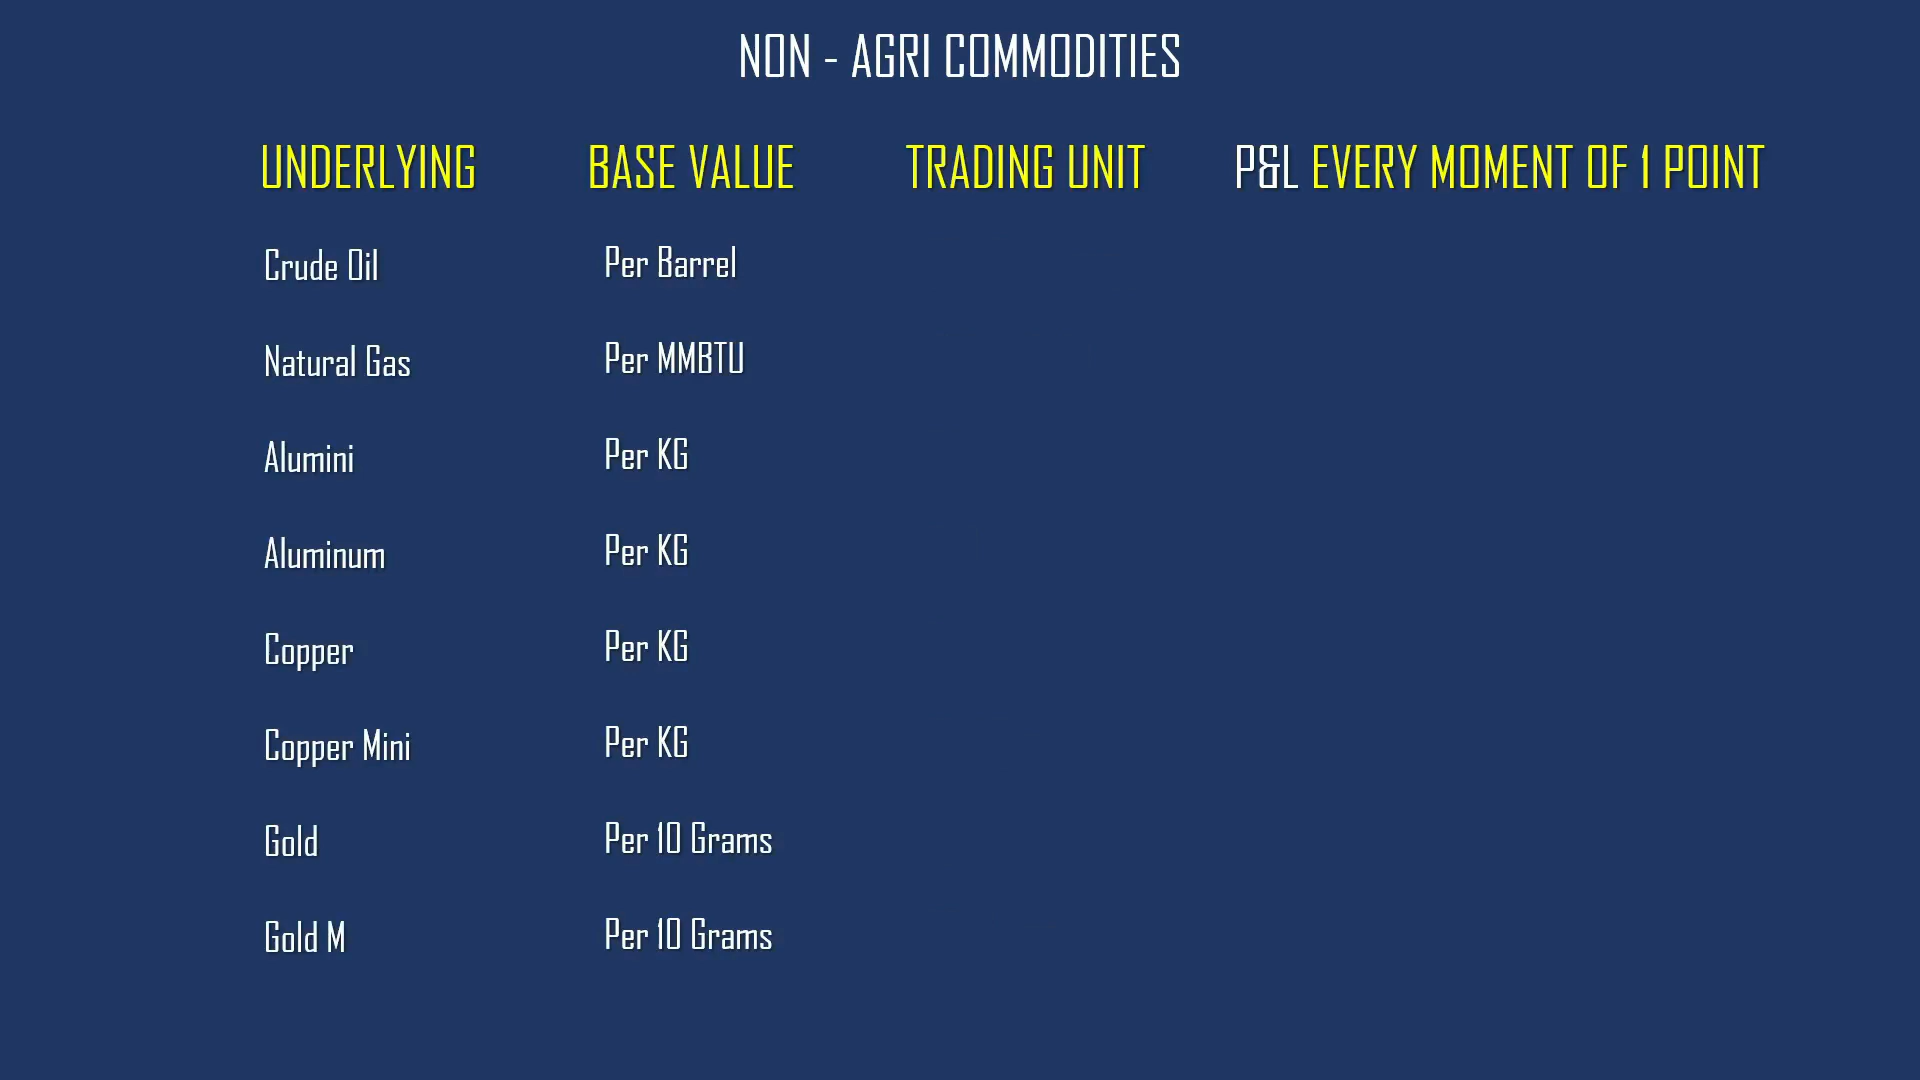 NON - AGRI COMMODITIES
UNDERLYING BASE VALUE TRADING UNIT P&L EVERY MOMENT OF 1 POINT
Crude Oil Per Barrel
Natural Gas Per MMBTU
Alumini Per KG
Aluminum Per KG
Copper Per KG
Copper Mini Per KG
Gold Per 10 Grams
Gold M Per 10 Grams